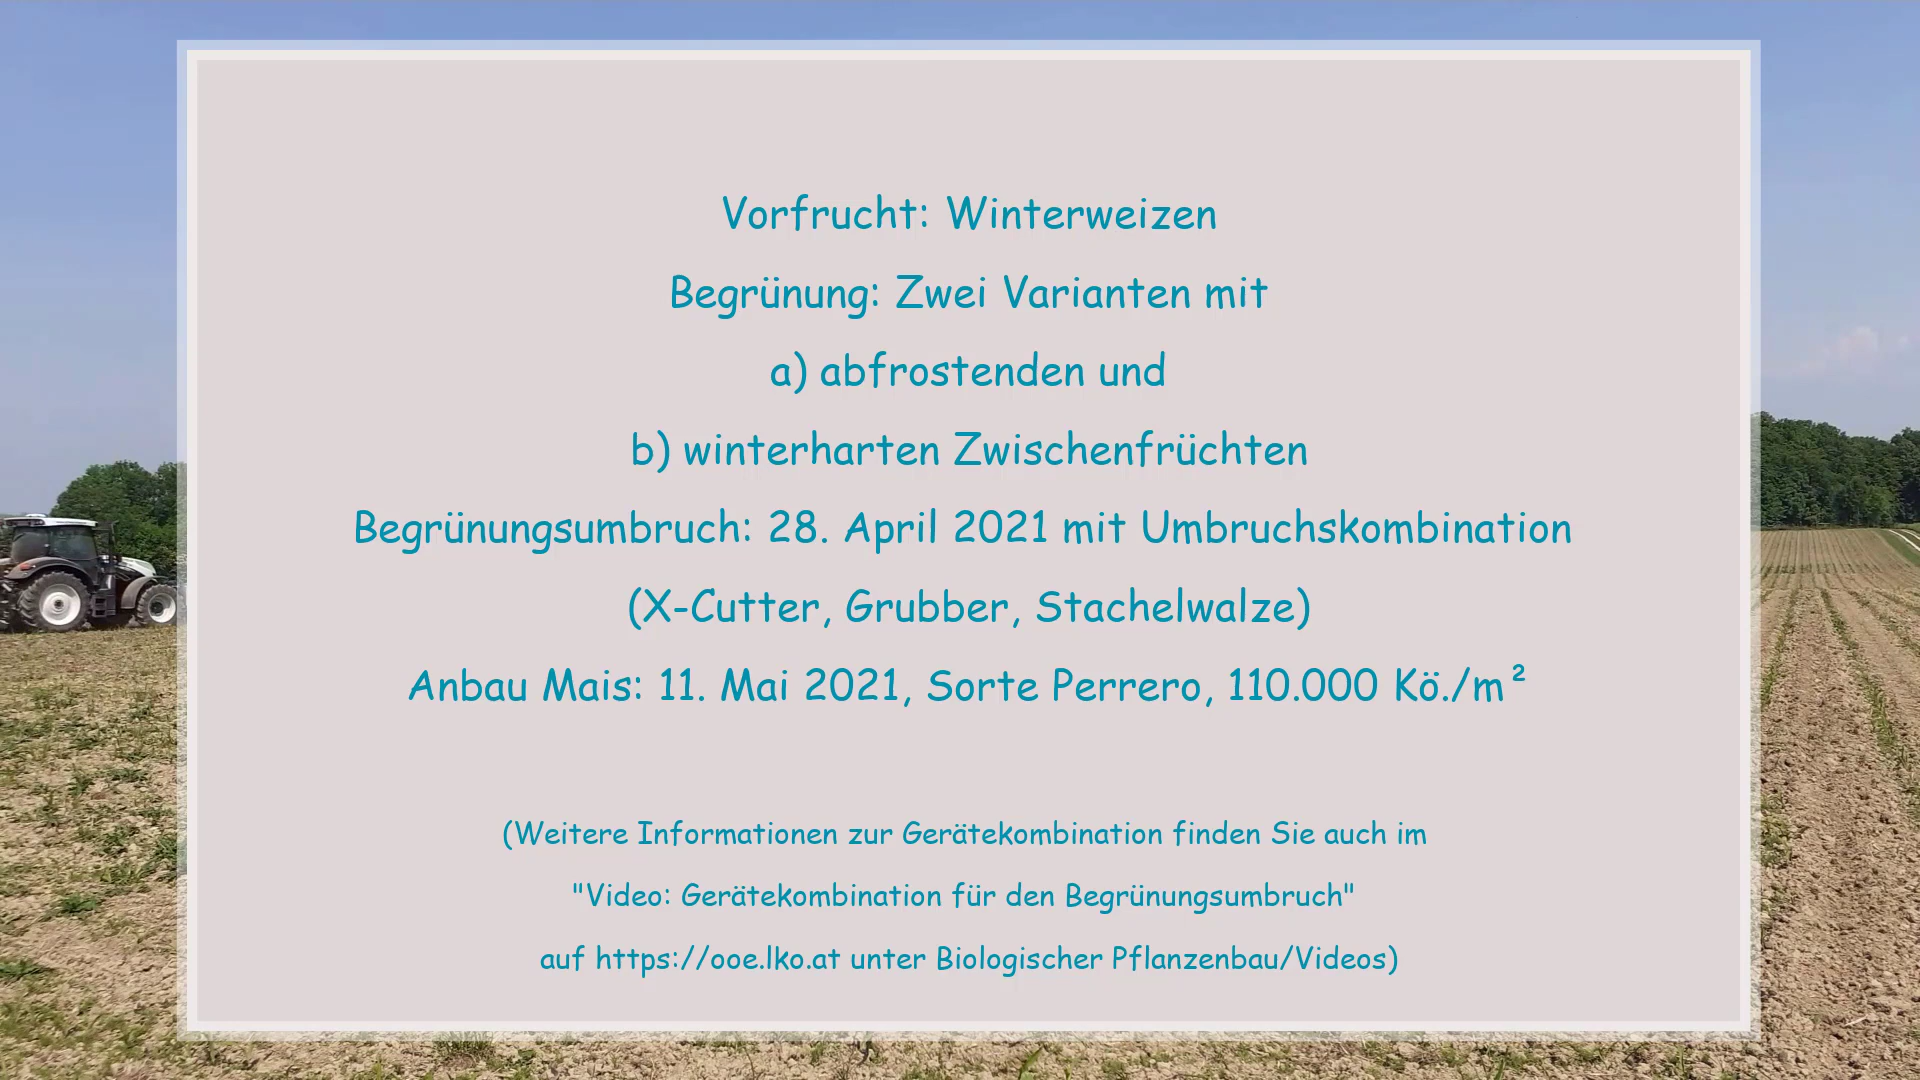 Vorfrucht: Winterweizen
Begrünung: Zwei Varianten mit
a) abfrostenden und
b) winterharten Zwischenfrüchten
Begrünungsumbruch: 28. April 2021 mit Umbruchskombination
(X-Cutter, Grubber, Stachelwalze)
Anbau Mais: 11. Mai 2021, Sorte Perrero, 110.000 Kö./m²
(Weitere Informationen zur Gerätekombination finden Sie auch im
"Video: Gerätekombination für den Begrünungsumbruch"
auf https://ooe.lko.at unter Biologischer Pflanzenbau/Videos)